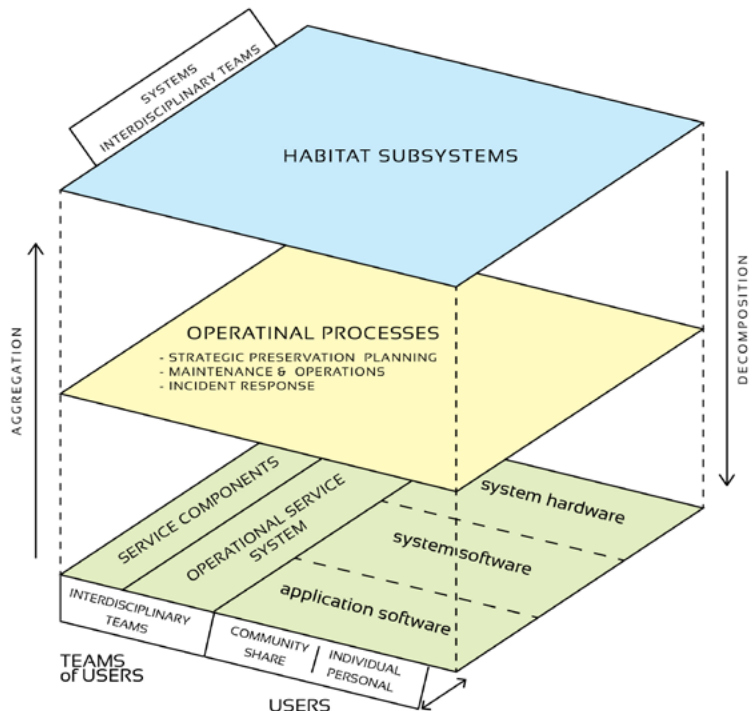 SYSTEMS
INTERDISCIPLINARY TEAMS
HABITAT SUBSYSTEMS
AGGREGATION
DECOMPOSITION
OPERATINAL PROCESSES
- STRATEGIC PRESERVATION PLANNING
- MAINTENANCE & OPERATIONS
- INCIDENT RESPONSE
SERVICE COMPONENTS
OPERATIONAL SERVICE
SYSTEM
system hardware
system software
application software
INTERDISCIPLINARY
TEAMS
COMMUNITY
SHARE
INDIVIDUAL
PERSONAL
TEAMS
of USERS
USERS